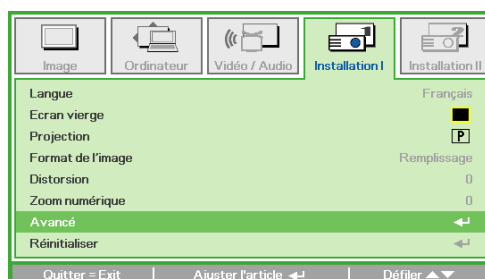 Image Ordinateur Vidéo / Audio Installation I Installation II
Langue Français
Ecran vierge
Projection P
Format de l'image Remplissage
Distorsion 0
Zoom numérique 0
Avancé
Réinitialiser
Quitter = Exit Ajuster l'article Défiler